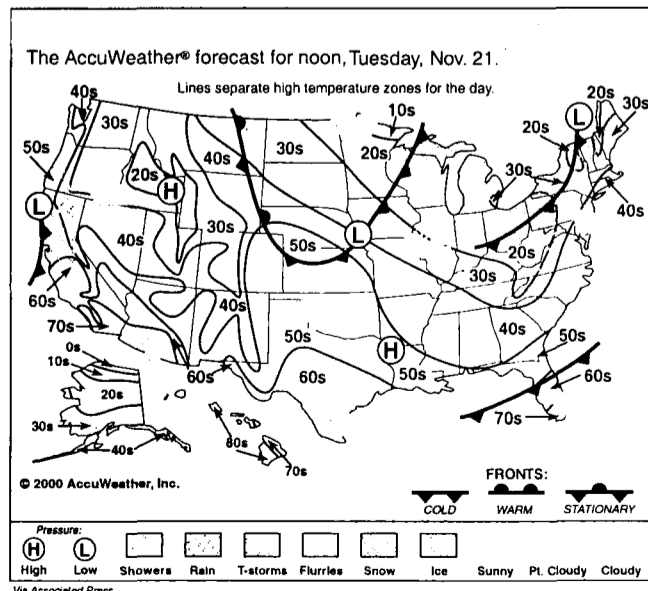 The AccuWeather® forecast for noon, Tuesday, Nov. 21.
Lines separate high temperature zones for the day.
40s
30s
50s
20s
H
L
40s
30s
60s
70s
40s
40s
30s
50s
L
10s
20s
L
20s
20s
30s
30s
40s
20s
30s
40s
50s
60s
70s
H
50s
50s
60s
60s
0s
10s
20s
30s
40s
80s
70s
© 2000 AccuWeather, Inc.
FRONTS:
COLD WARM STATIONARY
Pressure:
H L
High Low Showers Rain T-storms Flurries Snow Ice Sunny Pt. Cloudy Cloudy
Via Associated Press